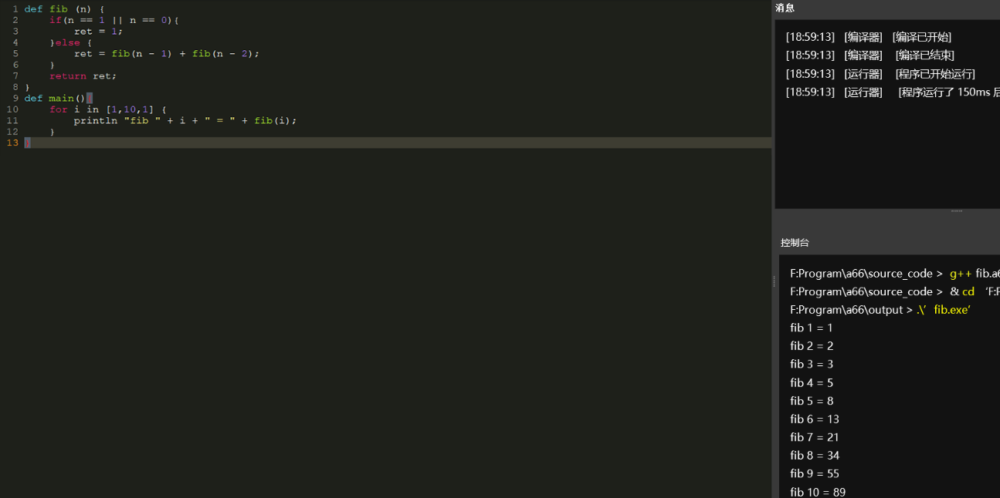 1 def fib (n) {
2     if(n == 1 || n == 0){
3         ret = 1;
4     }else {
5         ret = fib(n - 1) + fib(n - 2);
6     }
7     return ret;
8 }
9 def main(){
10     for i in [1,10,1] {
11         println "fib " + i + " = " + fib(i);
12     }
13 }
消息
[18:59:13] [编译器] [编译已开始]
[18:59:13] [编译器] [编译已结束]
[18:59:13] [运行器] [程序已开始运行]
[18:59:13] [运行器] [程序运行了 150ms 后
控制台
F:Program\a66\source_code > g++ fib.a6
F:Program\a66\source_code > & cd ‘F:F
F:Program\a66\output > .\’ fib.exe’
fib 1 = 1
fib 2 = 2
fib 3 = 3
fib 4 = 5
fib 5 = 8
fib 6 = 13
fib 7 = 21
fib 8 = 34
fib 9 = 55
fib 10 = 89